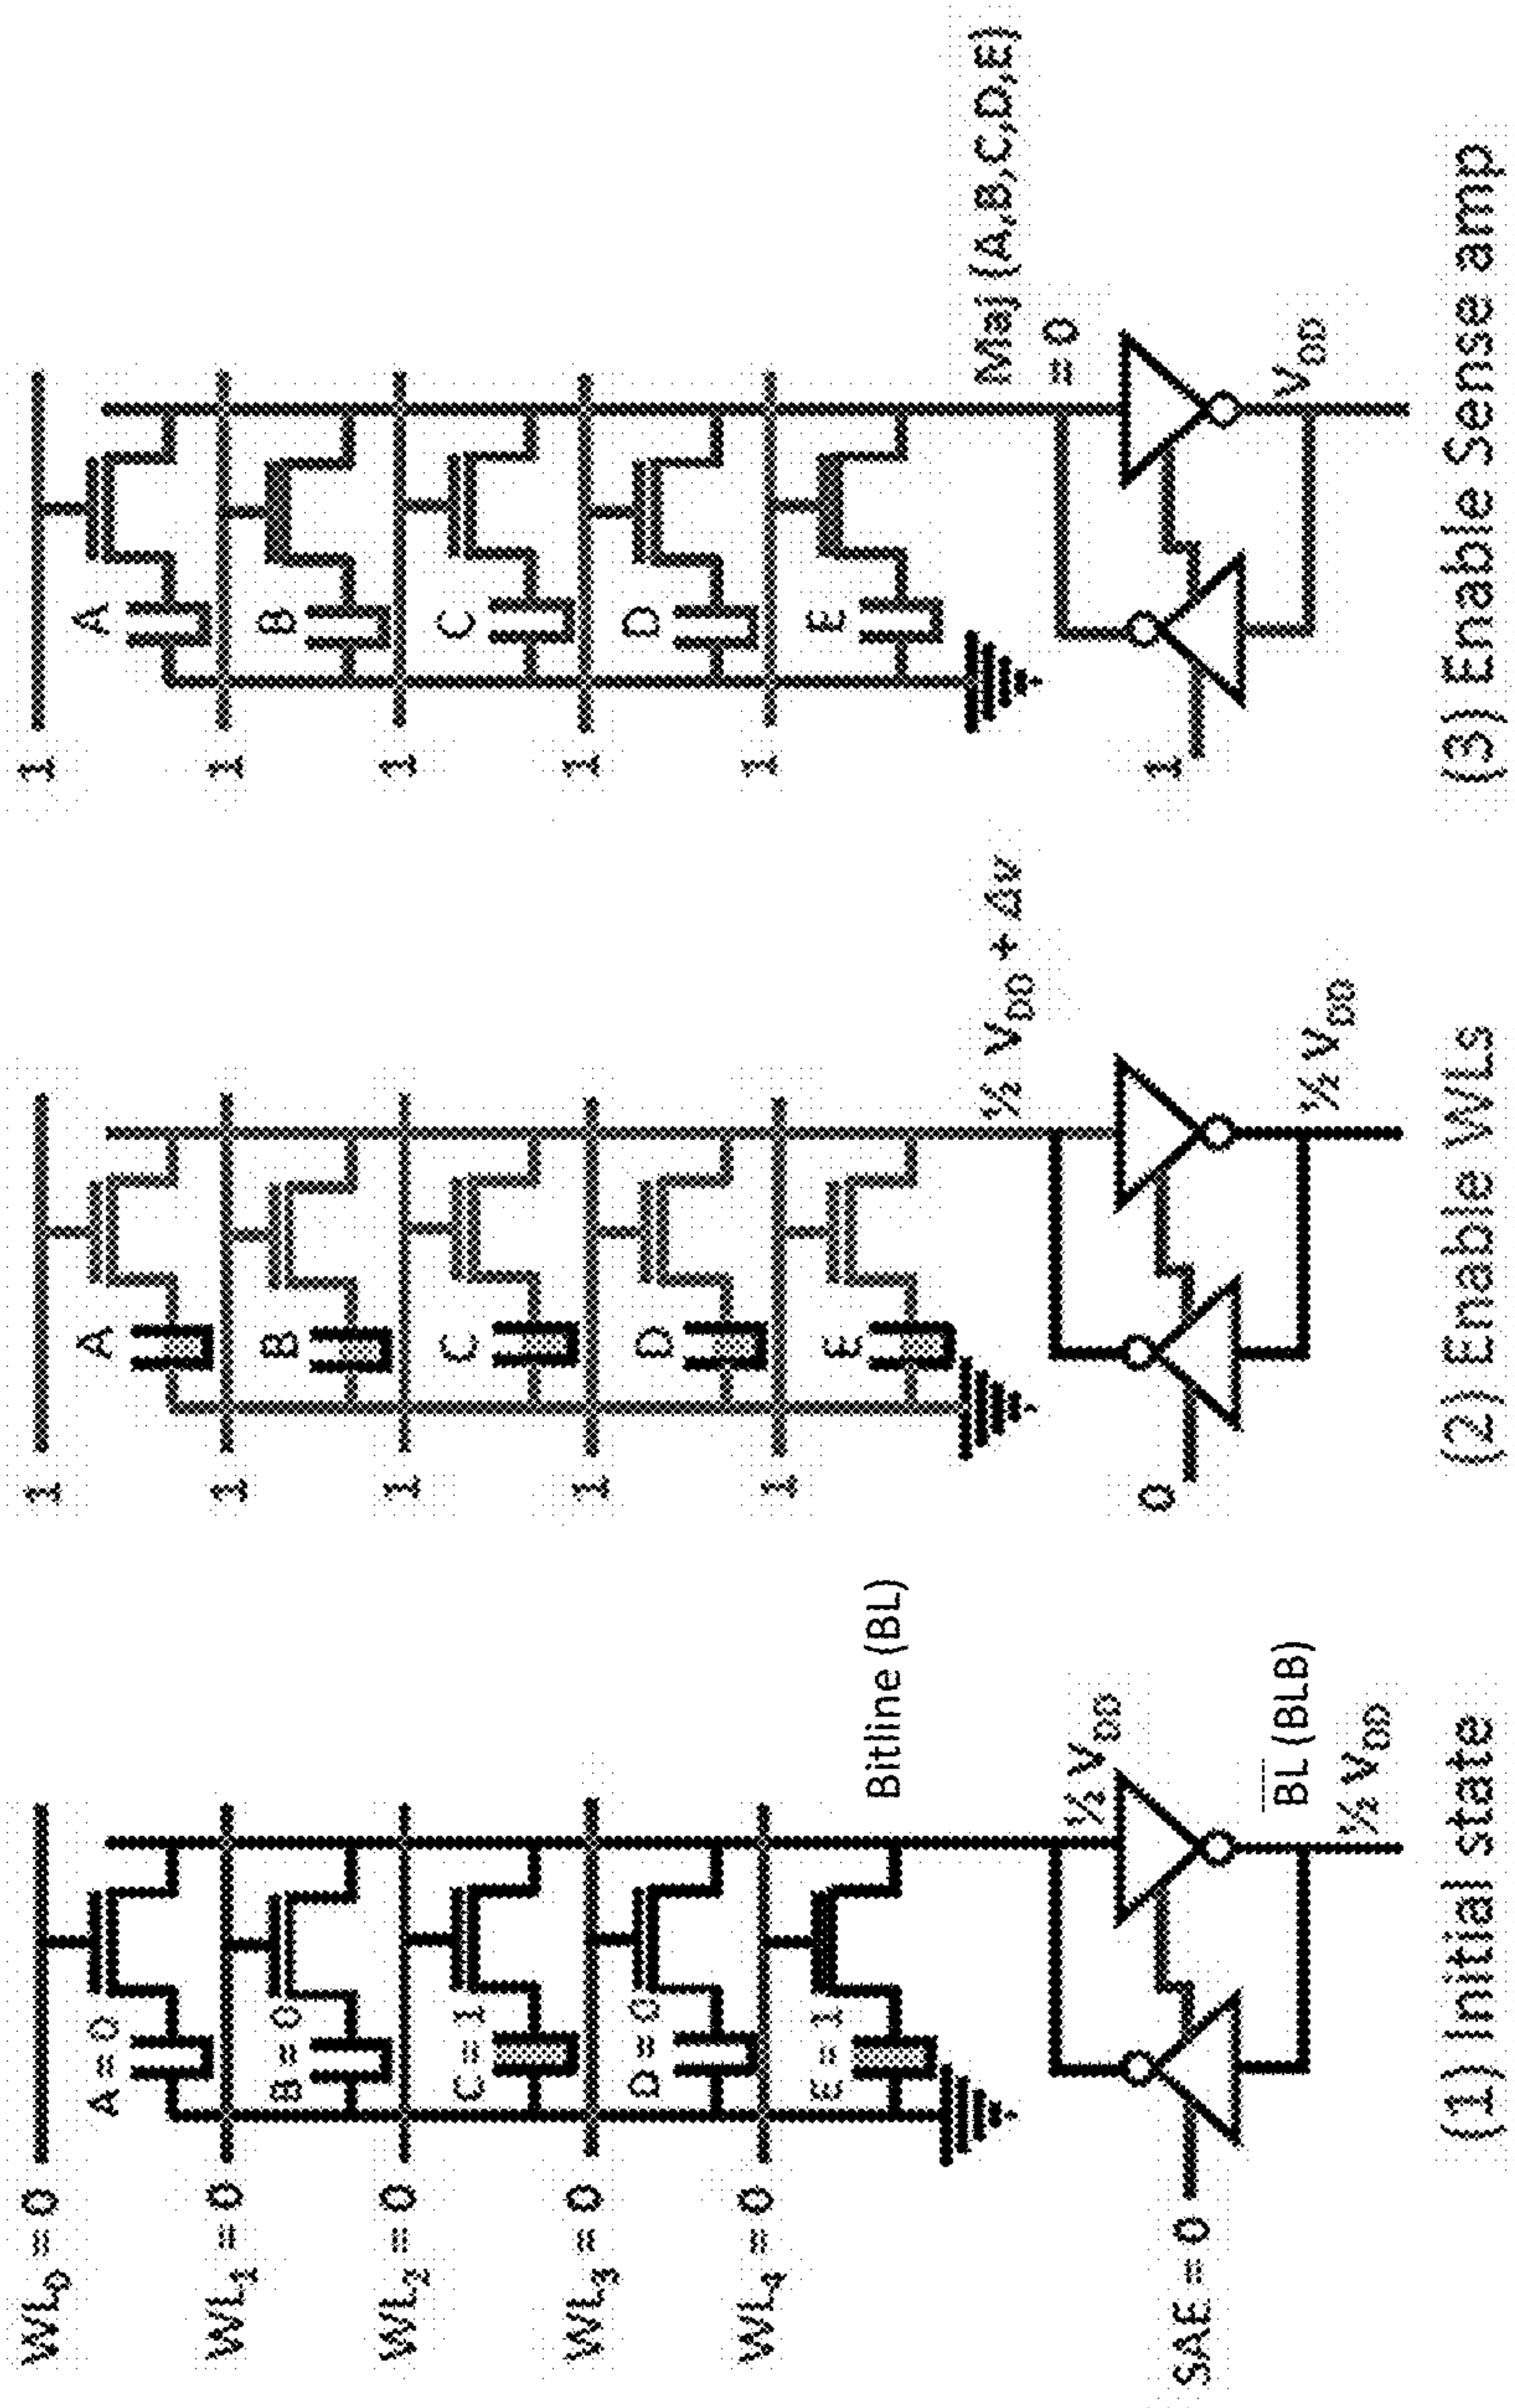 WL0 = 0
A = 0
WL1 = 0
B = 0
WL2 = 0
C = 1
WL3 = 0
D = 0
WL4 = 0
E = 1
Bitline (BL)
½ VDD
SAE = 0
BL (BLB)
½ VDD
(1) Initial state
1
A
1
B
1
C
1
D
1
E
½ VDD + Δv
0
½ VDD
(2) Enable WLs
1
A
1
B
1
C
1
D
1
E
Maj (A,B,C,D,E)
= 0
1
VDD
(3) Enable Sense amp